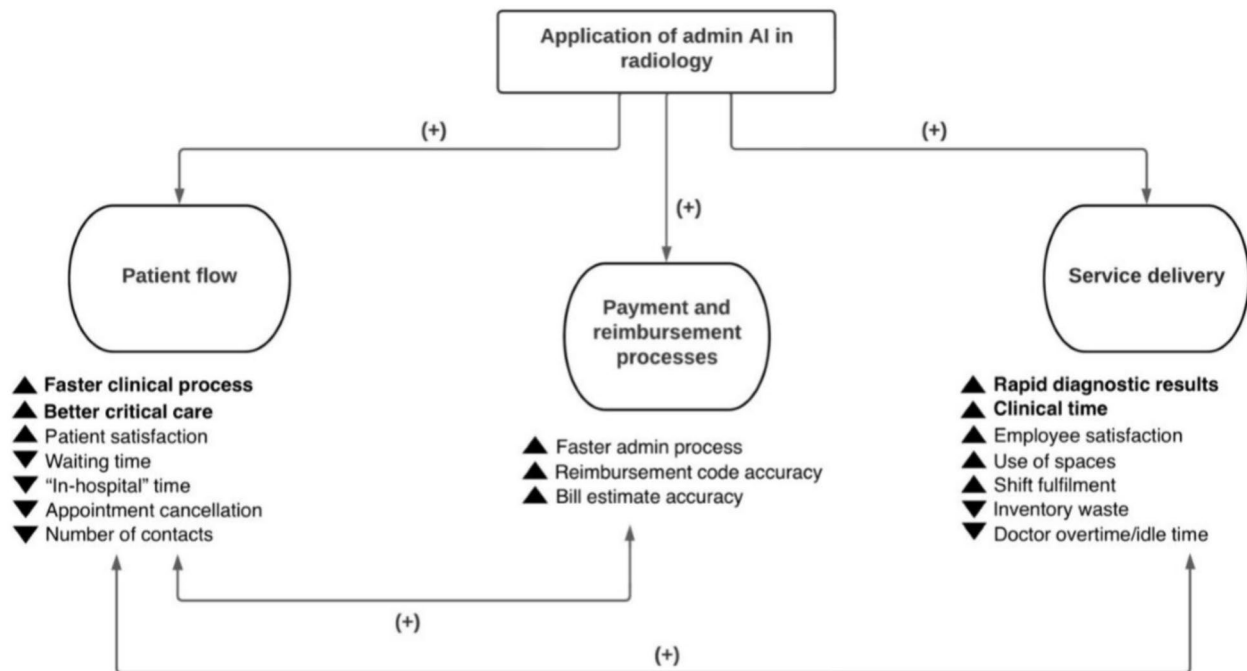 Application of admin AI in
radiology
(+)
(+)
(+)
Patient flow
Payment and
reimbursement
processes
Service delivery
▲ Faster clinical process
▲ Better critical care
▲ Patient satisfaction
▼ Waiting time
▼ “In-hospital” time
▼ Appointment cancellation
▼ Number of contacts
▲ Faster admin process
▲ Reimbursement code accuracy
▲ Bill estimate accuracy
▲ Rapid diagnostic results
▲ Clinical time
▲ Employee satisfaction
▲ Use of spaces
▲ Shift fulfilment
▼ Inventory waste
▼ Doctor overtime/idle time
(+)
(+)